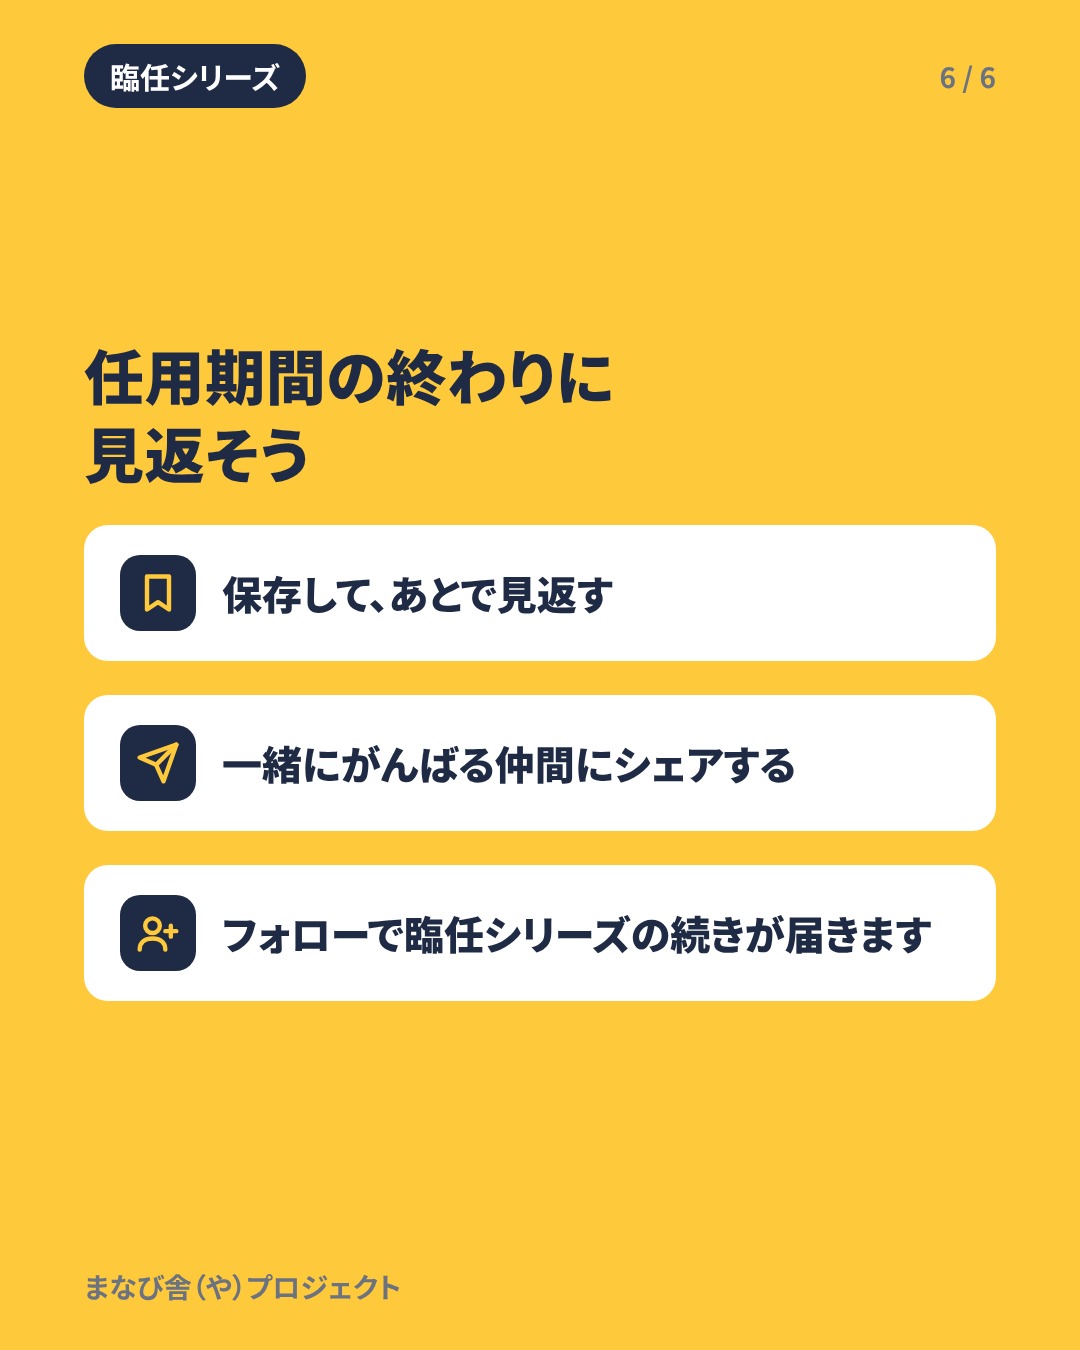 臨任シリーズ
6 / 6
任用期間の終わりに
見返そう
保存して、あとで見返す
一緒にがんばる仲間にシェアする
フォローで臨任シリーズの続きが届きます
まなび舎（や）プロジェクト